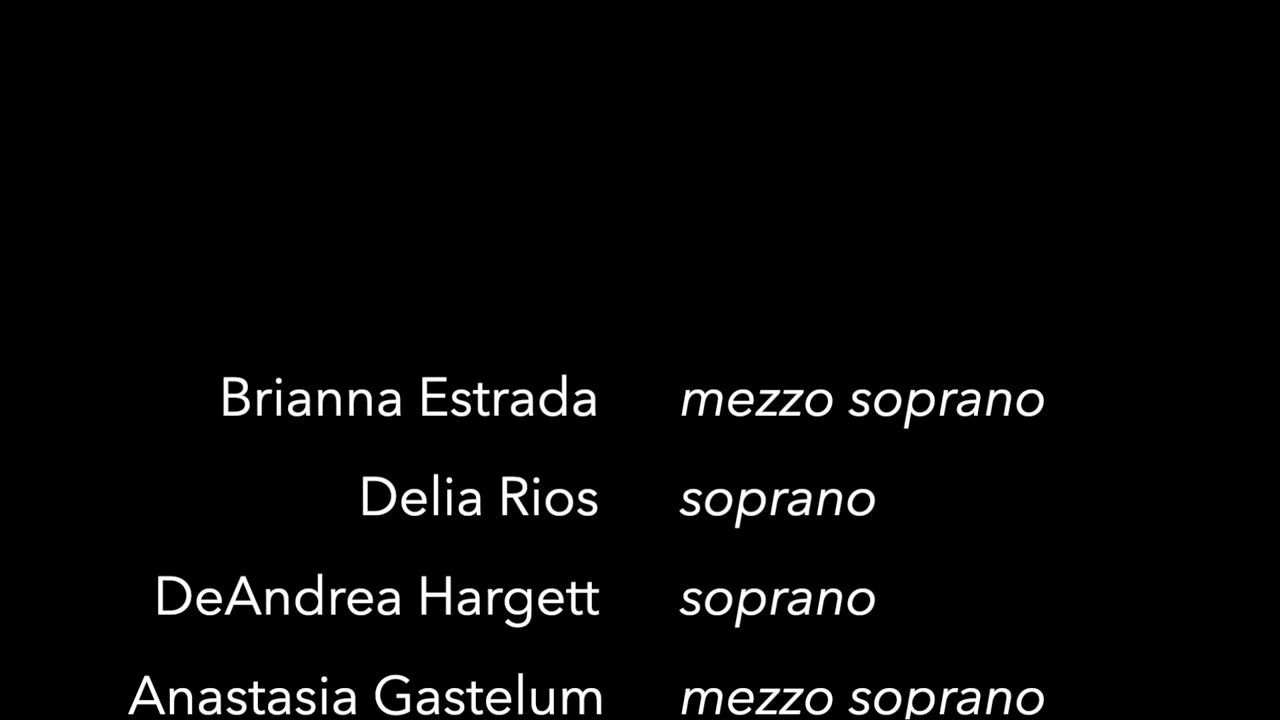 Brianna Estrada mezzo soprano
Delia Rios soprano
DeAndrea Hargett soprano
Anastasia Gastelum mezzo soprano